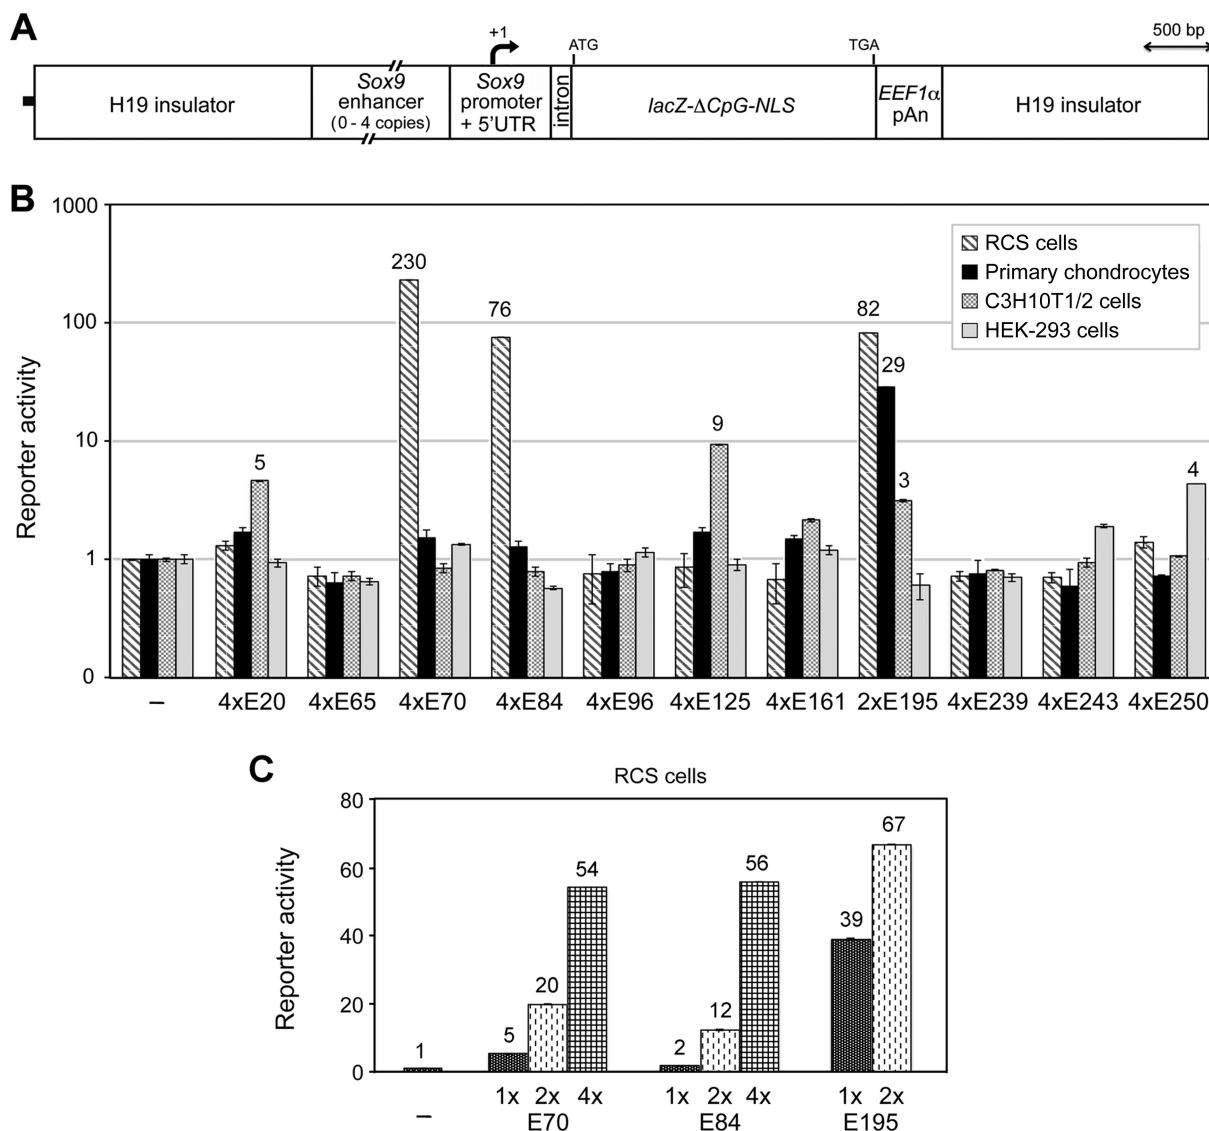 A
+1
ATG
TGA
500 bp
H19 insulator
Sox9
enhancer
(0 - 4 copies)
Sox9
promoter
+ 5'UTR
intron
lacZ-ΔCpG-NLS
EEF1α
pAn
H19 insulator
B
Reporter activity
1000
100
10
1
0
230
76
82
29
5
9
3
4
RCS cells
Primary chondrocytes
C3H10T1/2 cells
HEK-293 cells
– 4xE20 4xE65 4xE70 4xE84 4xE96 4xE125 4xE161 2xE195 4xE239 4xE243 4xE250
C
RCS cells
Reporter activity
80
60
40
20
0
1
5
20
54
2
12
56
39
67
1x 2x 4x 1x 2x 4x 1x 2x
– E70 E84 E195